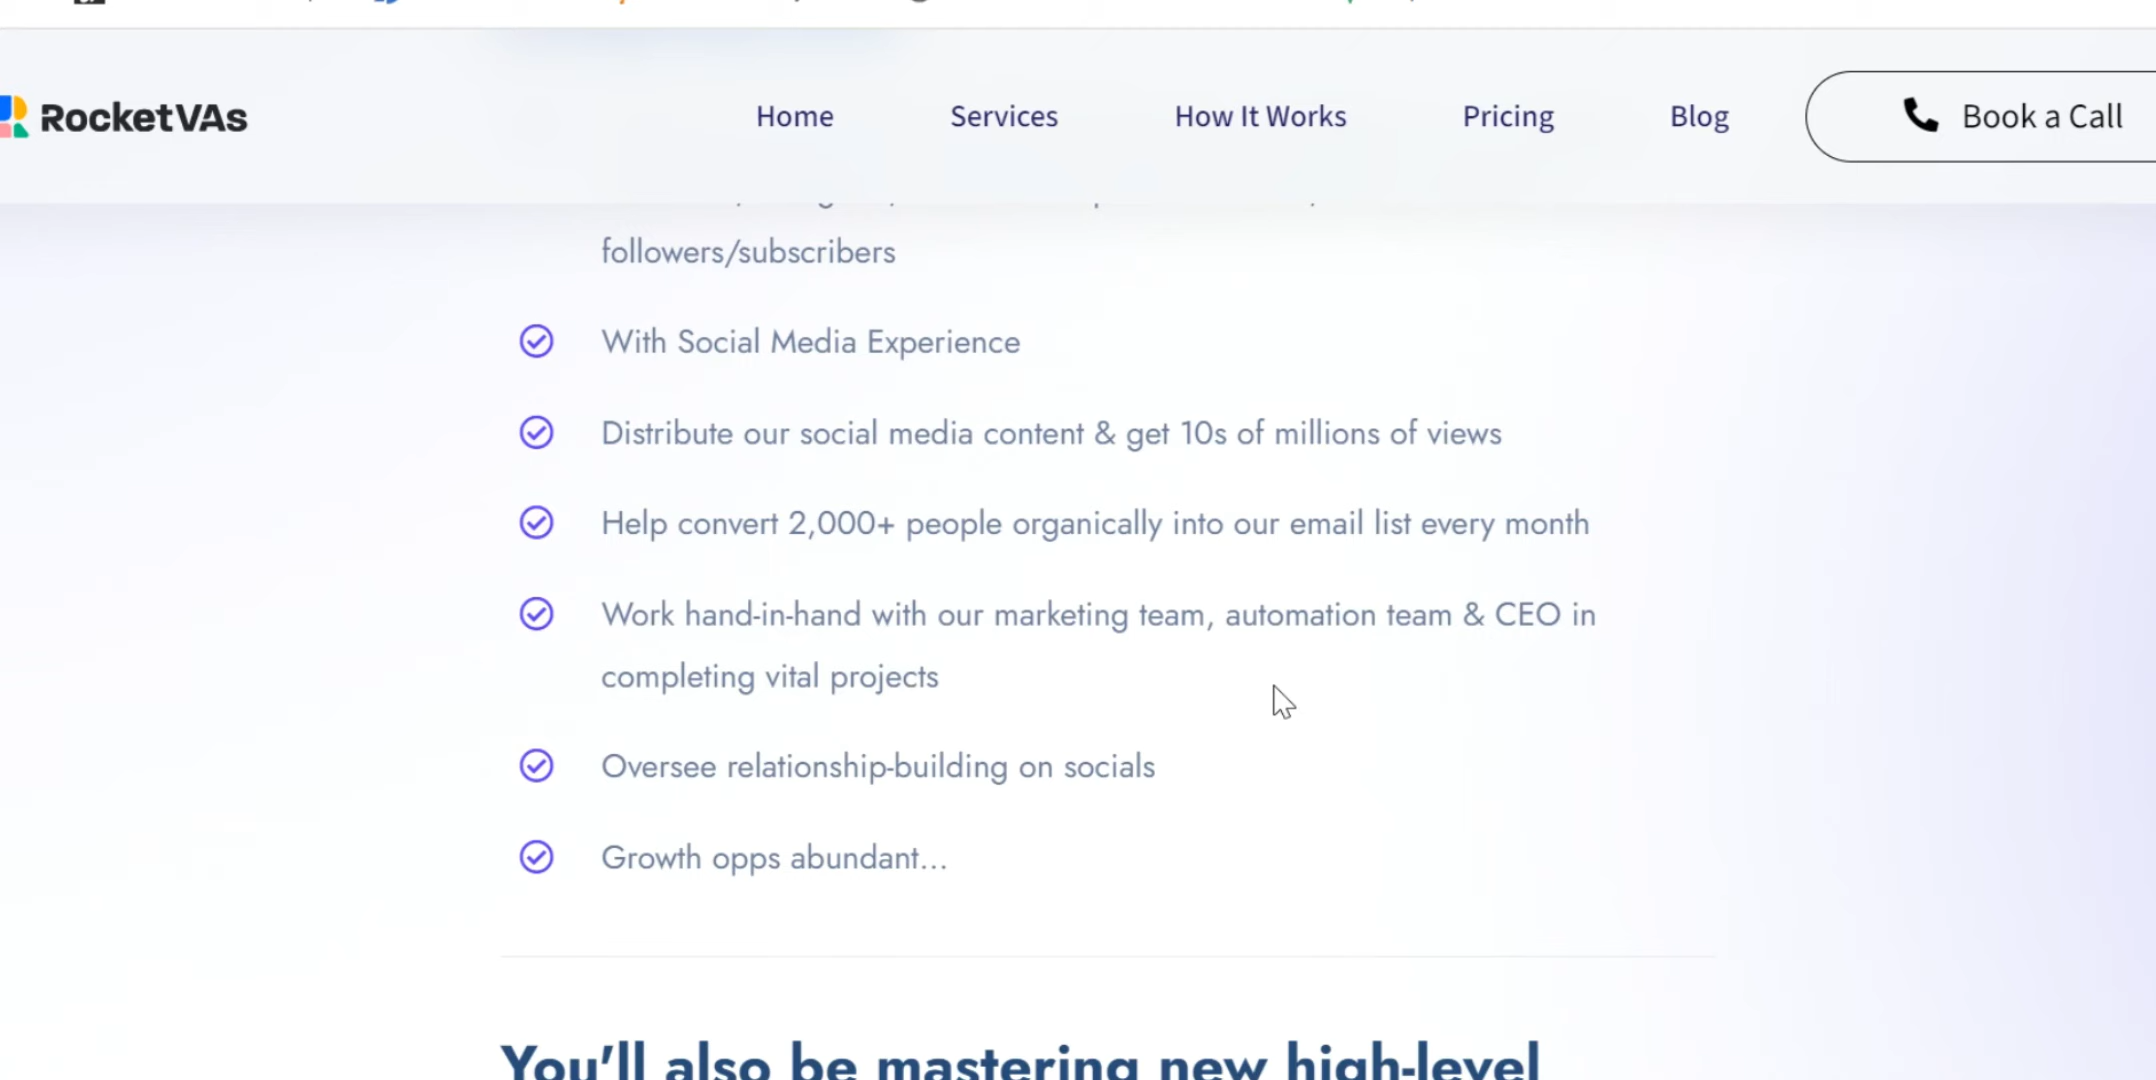 RocketVAs
Home
Services
How It Works
Pricing
Blog
Book a Call
followers/subscribers
With Social Media Experience
Distribute our social media content & get 10s of millions of views
Help convert 2,000+ people organically into our email list every month
Work hand-in-hand with our marketing team, automation team & CEO in
completing vital projects
Oversee relationship-building on socials
Growth opps abundant...
You'll also be mastering new high-level